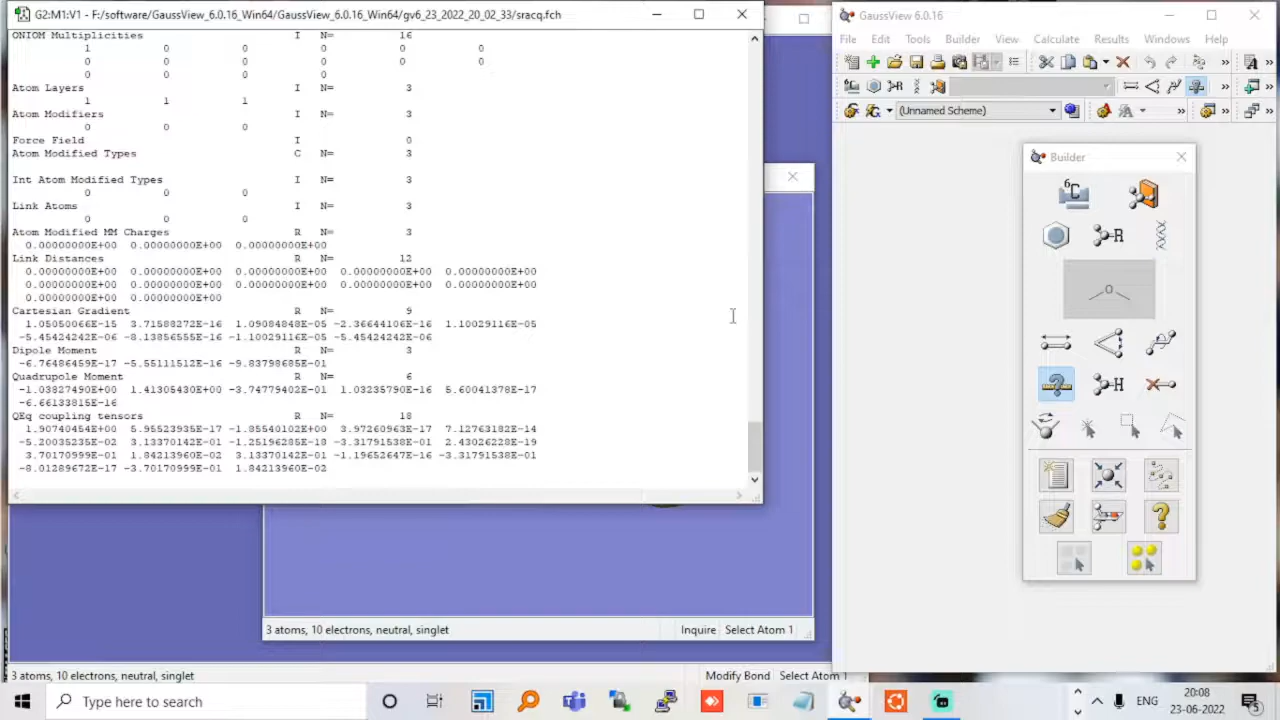 G2:M1:V1 - F:/software/GaussView_6.0.16_Win64/GaussView_6.0.16_Win64/gv6_23_2022_20_02_33/sracq.fch
ONIOM Multiplicities I N= 16
1 0 0 0 0
0 0 0 0 0
0 0 0 0
Atom Layers I N= 3
1 1 1
Atom Modifiers I N= 3
0 0 0
Force Field I 0
Atom Modified Types C N= 3
Int Atom Modified Types I N= 3
0 0 0
Link Atoms I N= 3
0 0 0
Atom Modified MM Charges R N= 3
0.00000000E+00 0.00000000E+00 0.00000000E+00
Link Distances R N= 12
0.00000000E+00 0.00000000E+00 0.00000000E+00 0.00000000E+00 0.00000000E+00
0.00000000E+00 0.00000000E+00 0.00000000E+00 0.00000000E+00 0.00000000E+00
0.00000000E+00 0.00000000E+00
Cartesian Gradient R N= 9
1.05050066E-15 3.71588272E-16 1.09084848E-05 -2.36644106E-16 1.10029116E-05
-5.45424242E-06 -8.13856555E-16 -1.10029116E-05 -5.45424242E-06
Dipole Moment R N= 3
-6.76486459E-17 -5.55111512E-16 -9.83798685E-01
Quadrupole Moment R N= 6
-1.03827490E+00 1.41305430E+00 -3.74779402E-01 1.03235790E-16 5.60041378E-17
-6.66133815E-16
QEq coupling tensors R N= 18
1.90740454E+00 5.95523935E-17 -1.85540102E+00 3.97260963E-17 7.12763182E-14
-5.20035235E-02 3.13370142E-01 -1.25196285E-18 -3.31791538E-01 2.43026228E-19
3.70170999E-01 1.84213960E-02 3.13370142E-01 -1.19652647E-16 -3.31791538E-01
-8.01289672E-17 -3.70170999E-01 1.84213960E-02
3 atoms, 10 electrons, neutral, singlet Inquire Select Atom 1
3 atoms, 10 electrons, neutral, singlet Modify Bond Select Atom 1
GaussView 6.0.16
File Edit Tools Builder View Calculate Results Windows Help
(Unnamed Scheme)
Builder
6C
R
O
H
Type here to search
ENG
20:08
23-06-2022
5